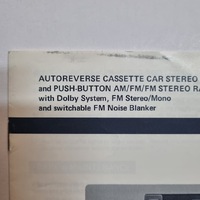 AUTOREVERSE CASSETTE CAR STEREO
and PUSH-BUTTON AM/FM/FM STEREO
with Dolby System, FM Stereo/Mono
and switchable FM Noise Blanker